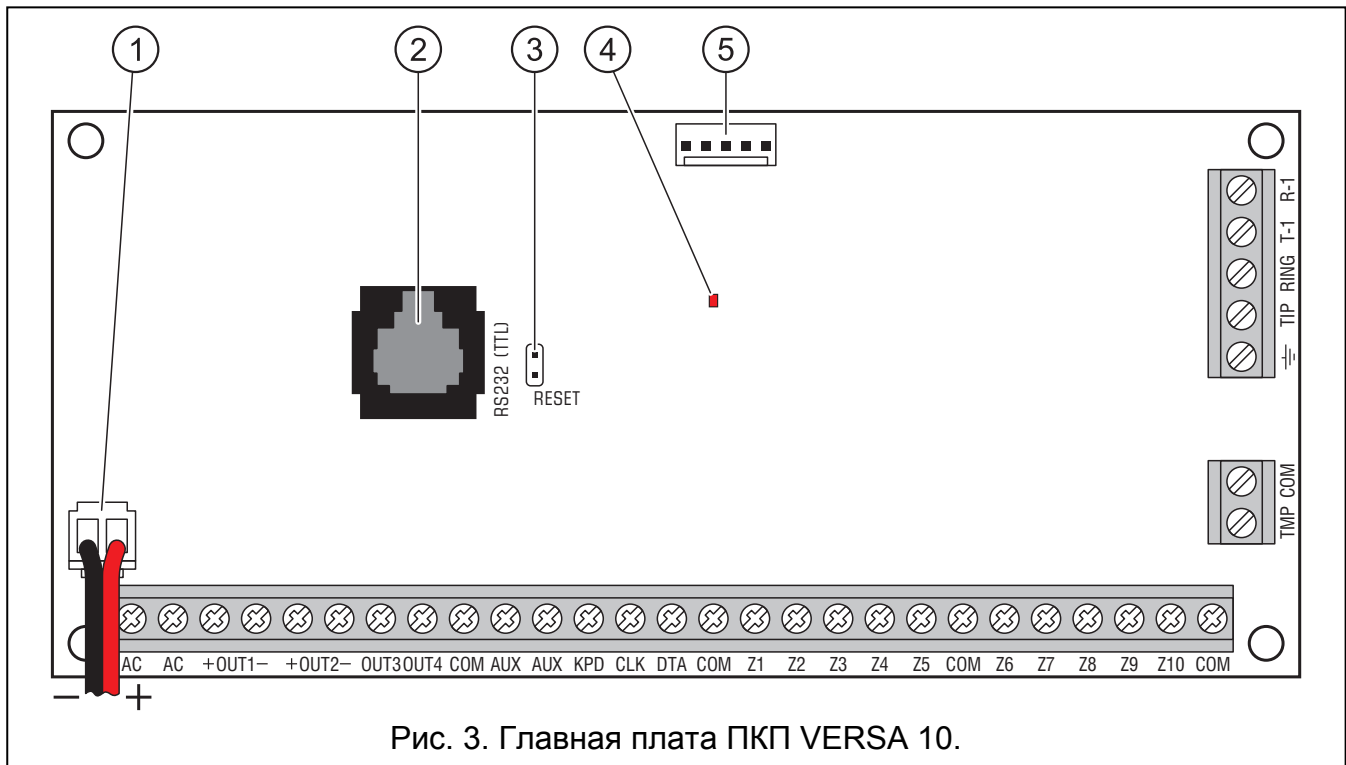 1 2 3 4 5
R-1
T-1
RING
TIP
RS232 (TTL)
RESET
COM
TMP
AC AC +OUT1− +OUT2− OUT3 OUT4 COM AUX AUX KPD CLK DTA COM Z1 Z2 Z3 Z4 Z5 COM Z6 Z7 Z8 Z9 Z10 COM
− +
Рис. 3. Главная плата ПКП VERSA 10.